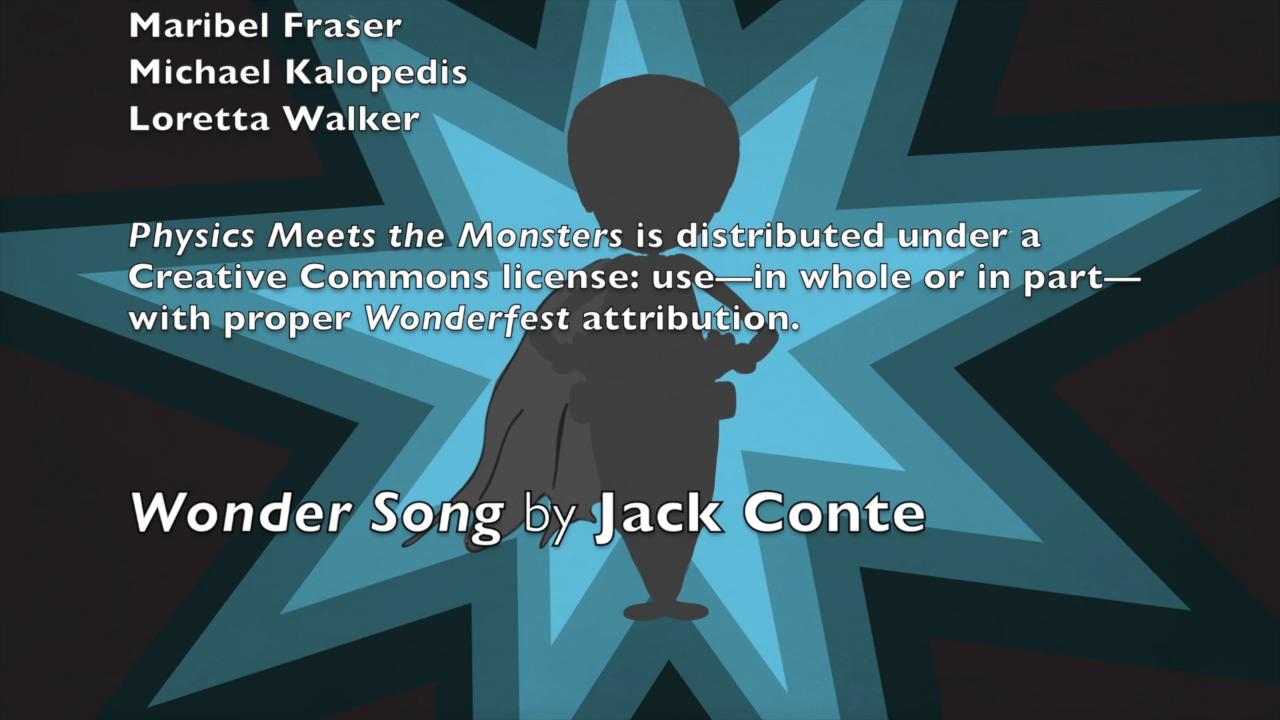 Maribel Fraser
Michael Kalopedis
Loretta Walker
Physics Meets the Monsters is distributed under a
Creative Commons license: use—in whole or in part—
with proper Wonderfest attribution.
Wonder Song by Jack Conte